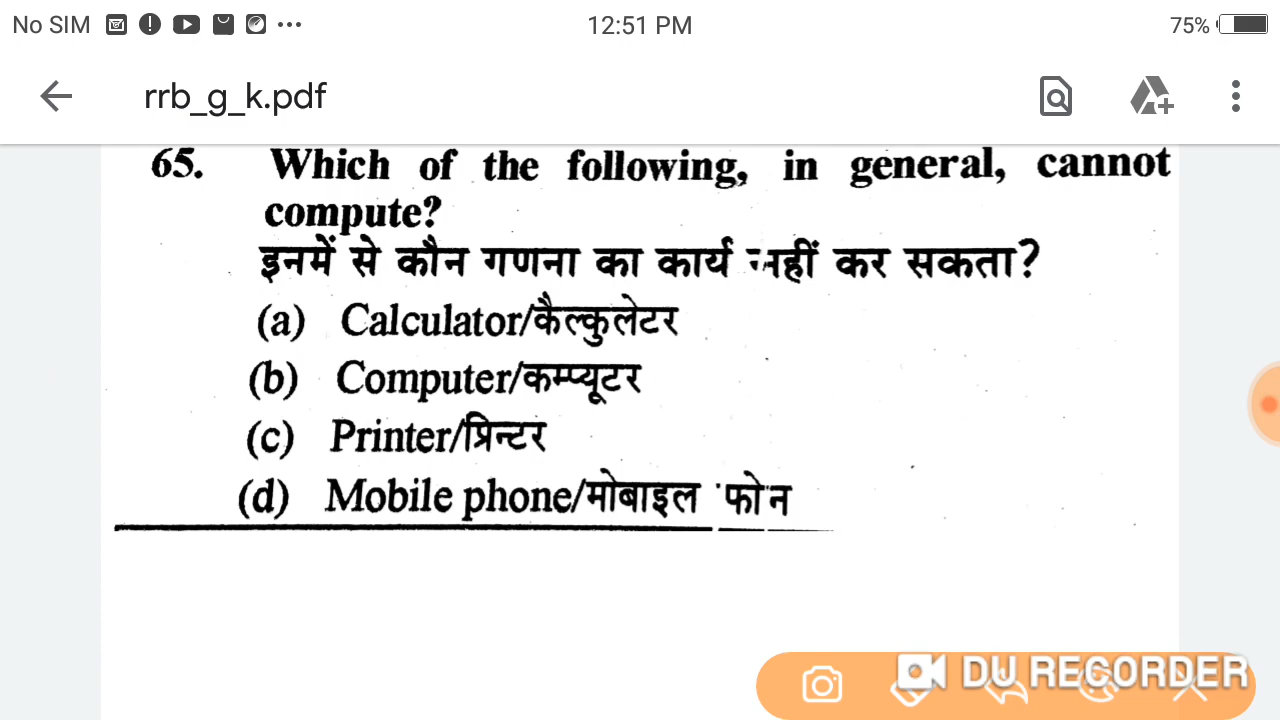 No SIM
12:51 PM
75%
rrb_g_k.pdf
65. Which of the following, in general, cannot
compute?
इनमें से कौन गणना का कार्य नहीं कर सकता?
(a) Calculator/कैल्कुलेटर
(b) Computer/कम्प्यूटर
(c) Printer/प्रिन्टर
(d) Mobile phone/मोबाइल फोन
DU RECORDER